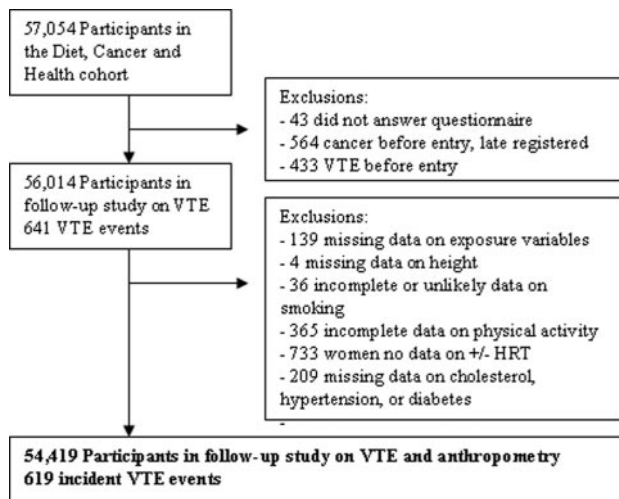 57,054 Participants in
the Diet, Cancer and
Health cohort
Exclusions:
- 43 did not answer questionnaire
- 564 cancer before entry, late registered
- 433 VTE before entry
56,014 Participants in
follow-up study on VTE
641 VTE events
Exclusions:
- 139 missing data on exposure variables
- 4 missing data on height
- 36 incomplete or unlikely data on
smoking
- 365 incomplete data on physical activity
- 733 women no data on +/- HRT
- 209 missing data on cholesterol,
hypertension, or diabetes
-
54,419 Participants in follow-up study on VTE and anthropometry
619 incident VTE events